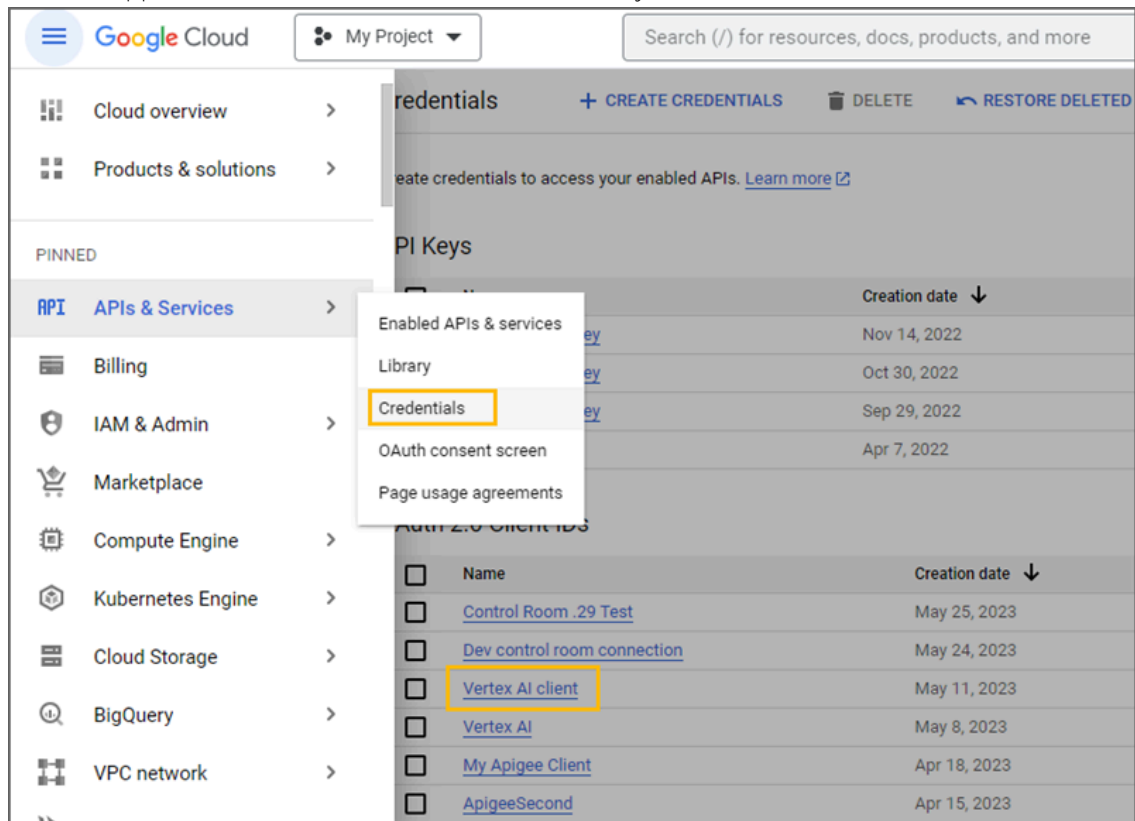 Google Cloud
My Project
Search (/) for resources, docs, products, and more
Cloud overview
Products & solutions
PINNED
API APIs & Services
Billing
IAM & Admin
Marketplace
Compute Engine
Kubernetes Engine
Cloud Storage
BigQuery
VPC network
redentials
+ CREATE CREDENTIALS
DELETE
RESTORE DELETED
reate credentials to access your enabled APIs. Learn more
PI Keys
Creation date
ey Nov 14, 2022
ey Oct 30, 2022
ey Sep 29, 2022
Apr 7, 2022
Enabled APIs & services
Library
Credentials
OAuth consent screen
Page usage agreements
Auth 2.0 Client IDs
Name Creation date
Control Room .29 Test May 25, 2023
Dev control room connection May 24, 2023
Vertex AI client May 11, 2023
Vertex AI May 8, 2023
My Apigee Client Apr 18, 2023
ApigeeSecond Apr 15, 2023